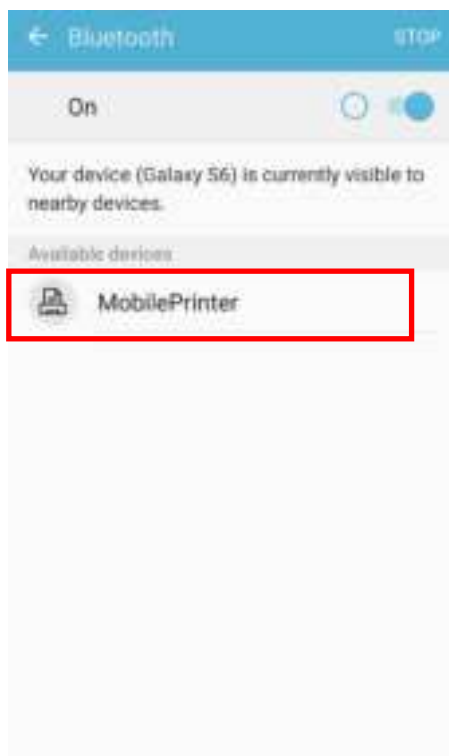 Bluetooth STOP
On
Your device (Galaxy S6) is currently visible to
nearby devices.
Available devices
MobilePrinter